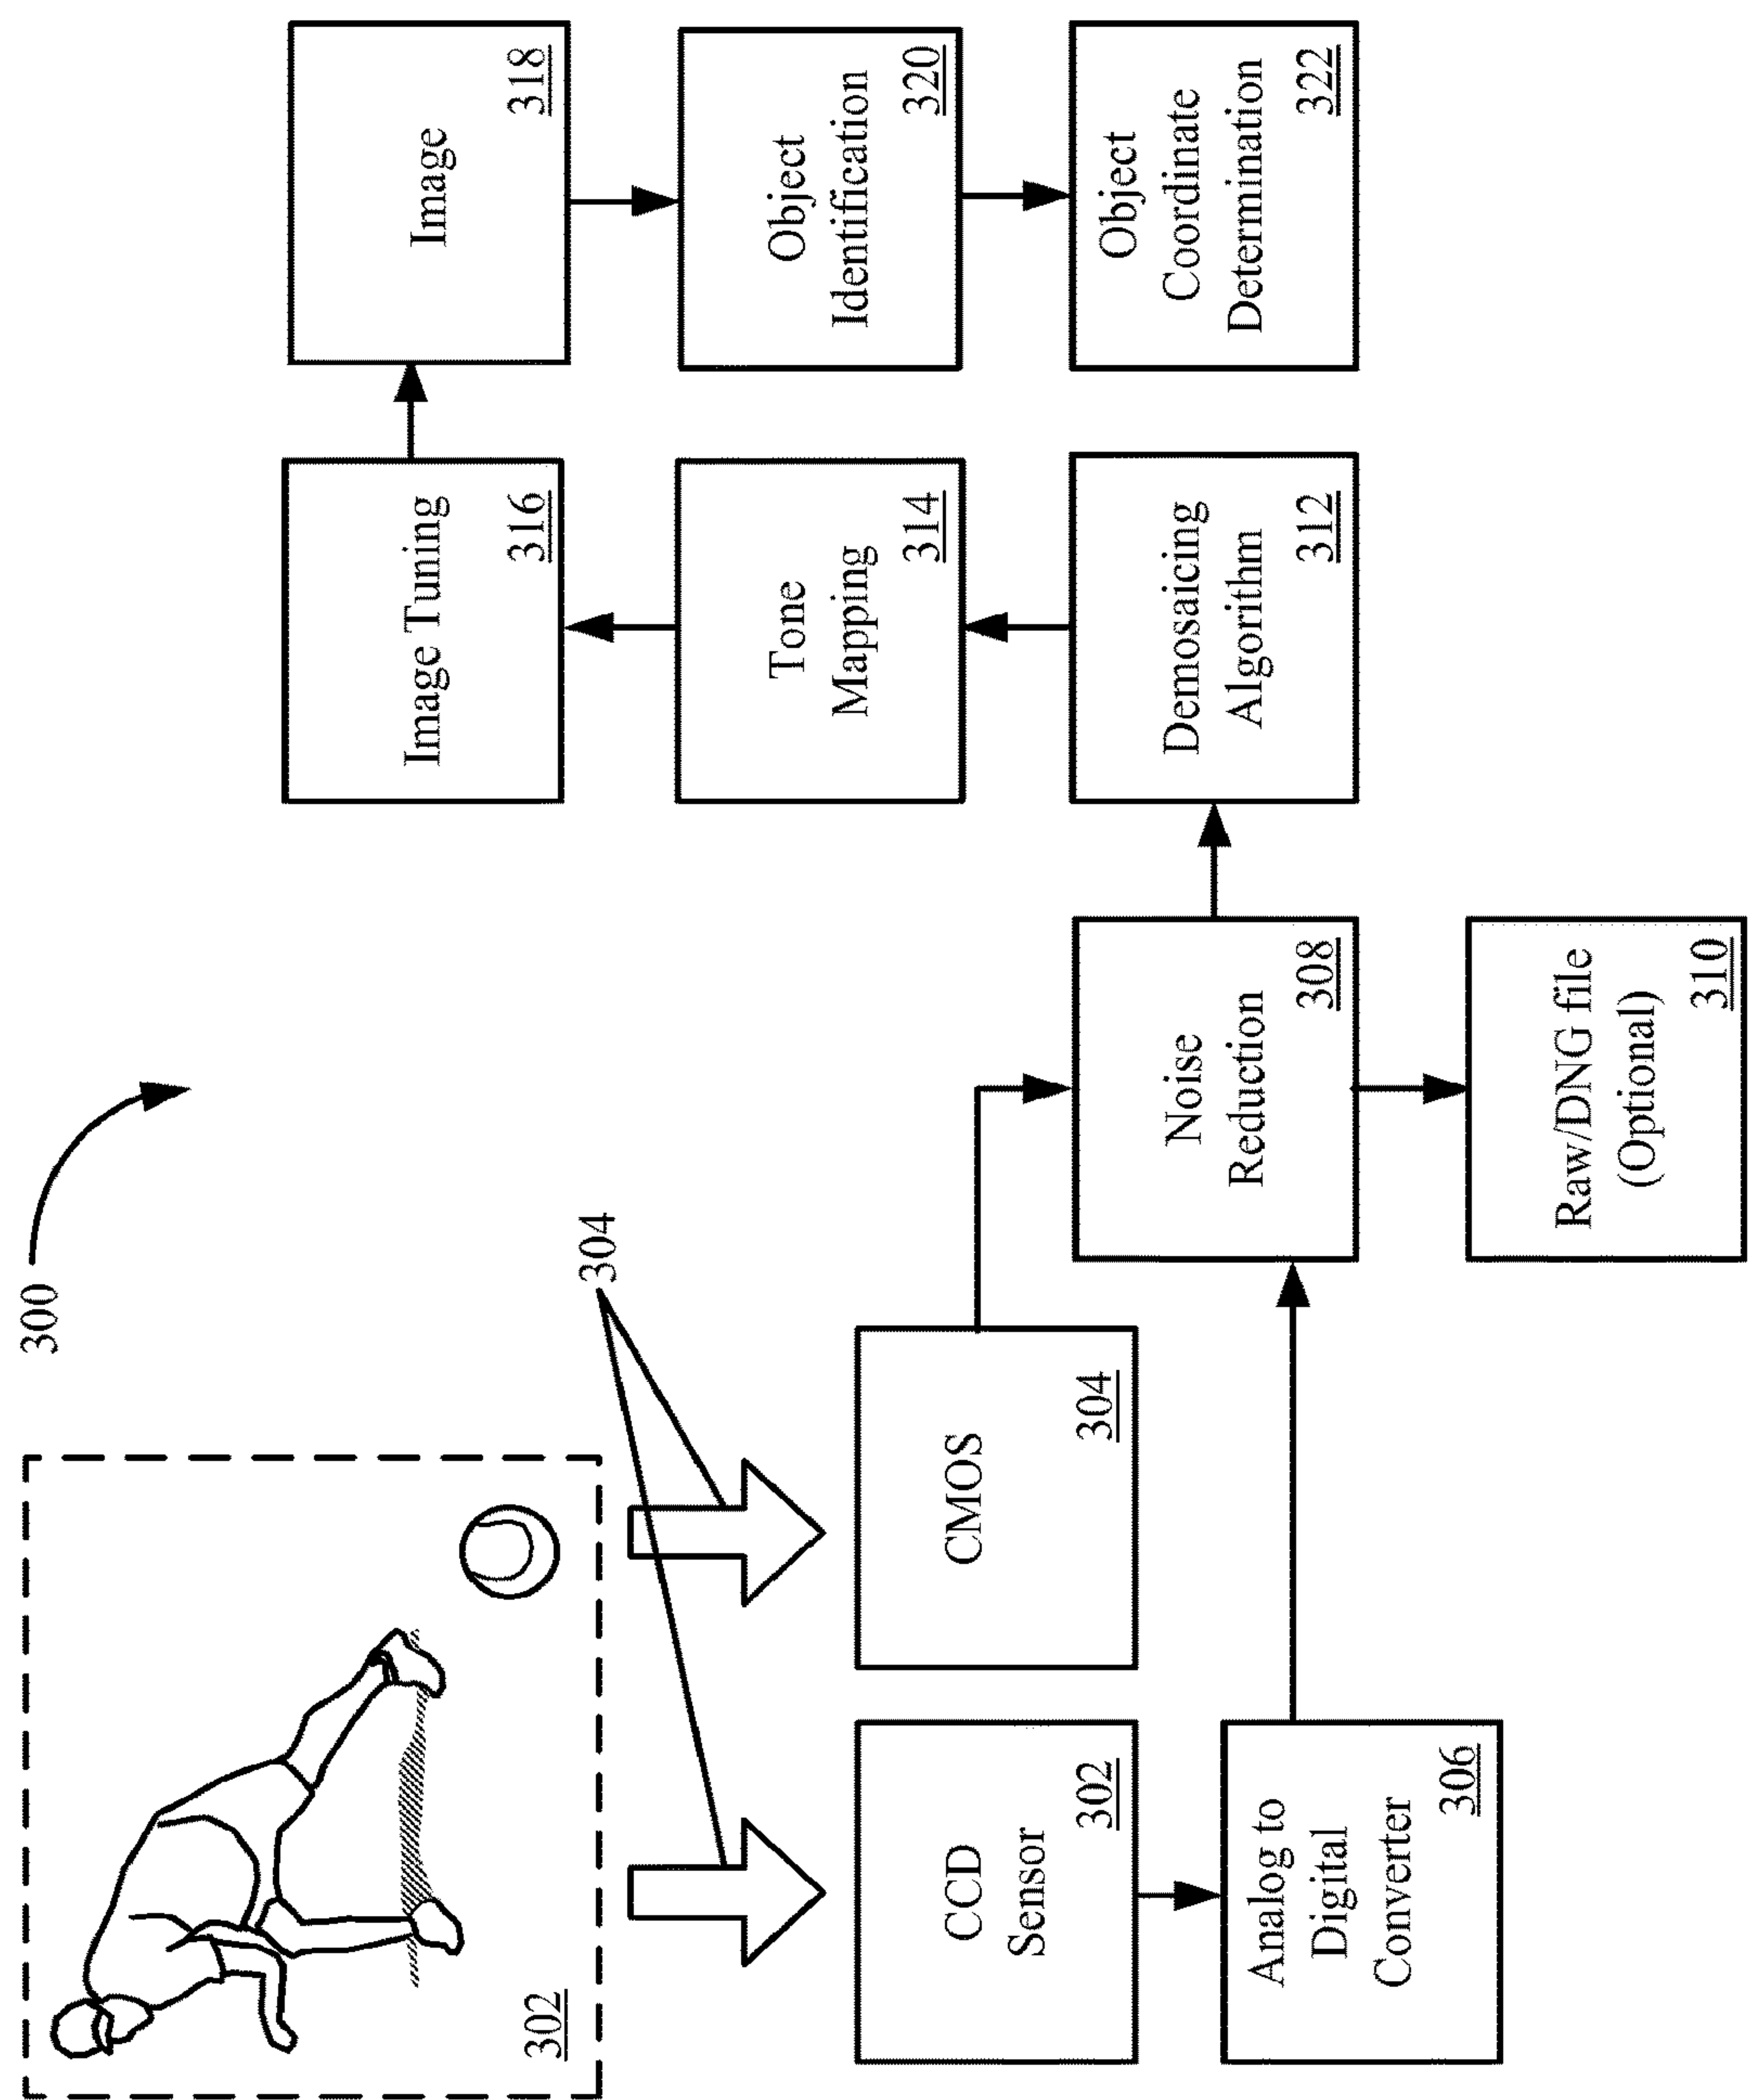 300
302
304
CCD
Sensor
302
CMOS
304
Analog to
Digital
Converter
306
Noise
Reduction
308
Raw/DNG file
(Optional)
310
Demosaicing
Algorithm
312
Tone
Mapping
314
Image Tuning
316
Image
318
Object
Identification
320
Object
Coordinate
Determination
322